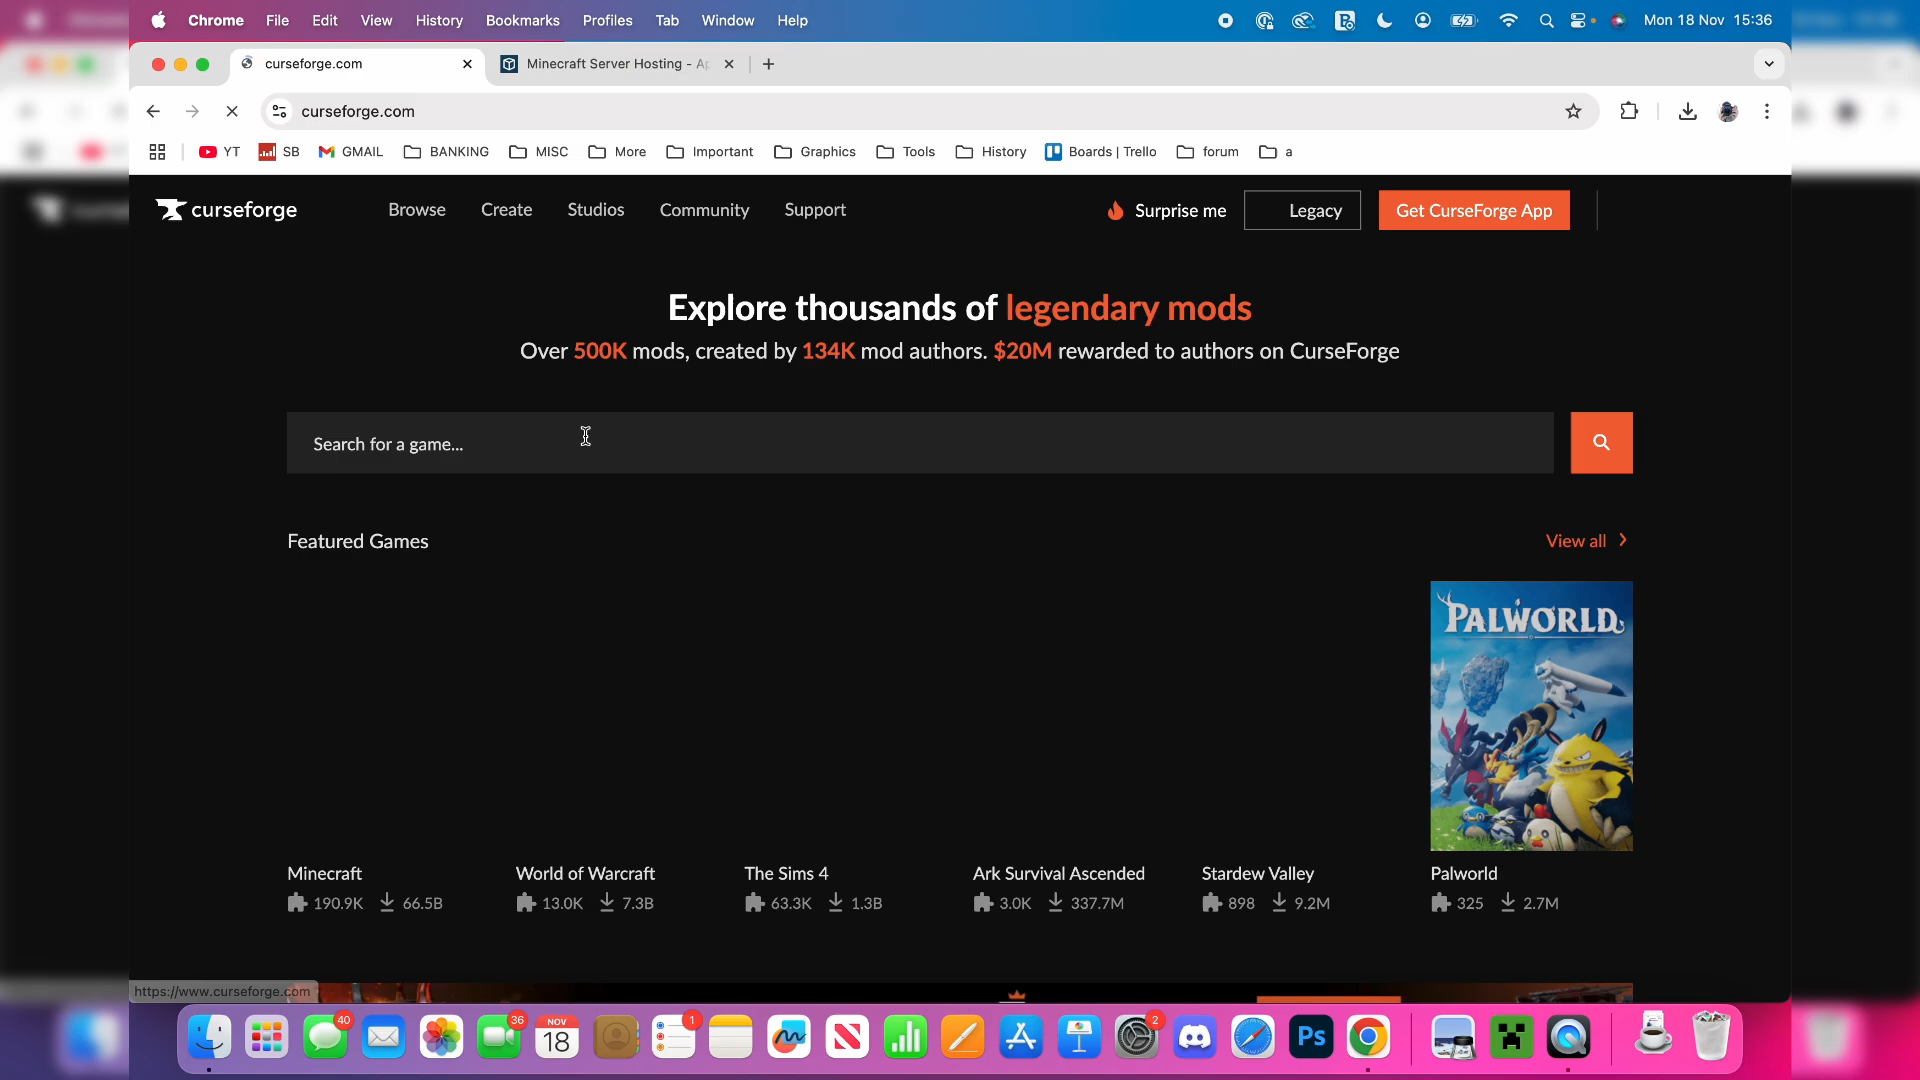 Chrome File Edit View History Bookmarks Profiles Tab Window Help Mon 18 Nov 15:36
curseforge.com Minecraft Server Hosting - Ap
curseforge.com
YT SB GMAIL BANKING MISC More Important Graphics Tools History Boards | Trello forum a
curseforge Browse Create Studios Community Support Surprise me Legacy Get CurseForge App
Explore thousands of legendary mods
Over 500K mods, created by 134K mod authors. $20M rewarded to authors on CurseForge
Search for a game...
Featured Games View all
PALWORLD
Minecraft World of Warcraft The Sims 4 Ark Survival Ascended Stardew Valley Palworld
190.9K 66.5B 13.0K 7.3B 63.3K 1.3B 3.0K 337.7M 898 9.2M 325 2.7M
https://www.curseforge.com
40 36 NOV 18 1 2 Ps